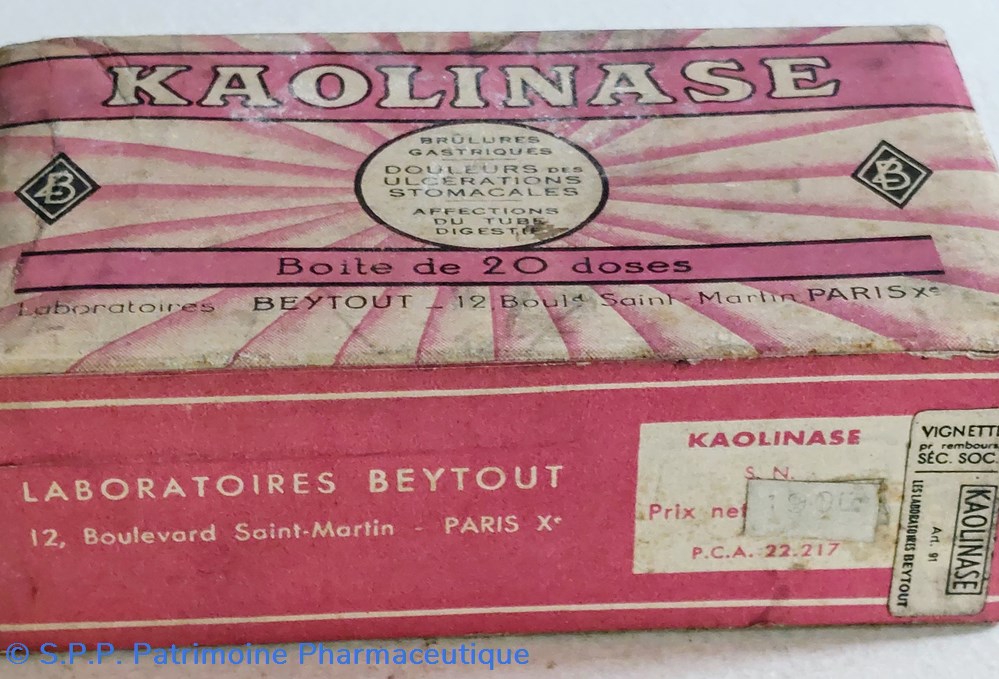 KAOLINASE
BRÛLURES
GASTRIQUES
DOULEURS DES
ULCÉRATIONS
STOMACALES
AFFECTIONS
DU TUBE
DIGESTIF
B
B
Boite de 20 doses
Laboratoires BEYTOUT - 12, Bould Saint-Martin PARIS Xe
LABORATOIRES BEYTOUT
12, Boulevard Saint-Martin - PARIS Xe
KAOLINASE
S. N.
Prix net
P.C.A. 22.217
VIGNETTE
pr rembours
SÉC. SOC.
KAOLINASE
Art. 91
LES LABORATOIRES BEYTOUT
© S.P.P. Patrimoine Pharmaceutique